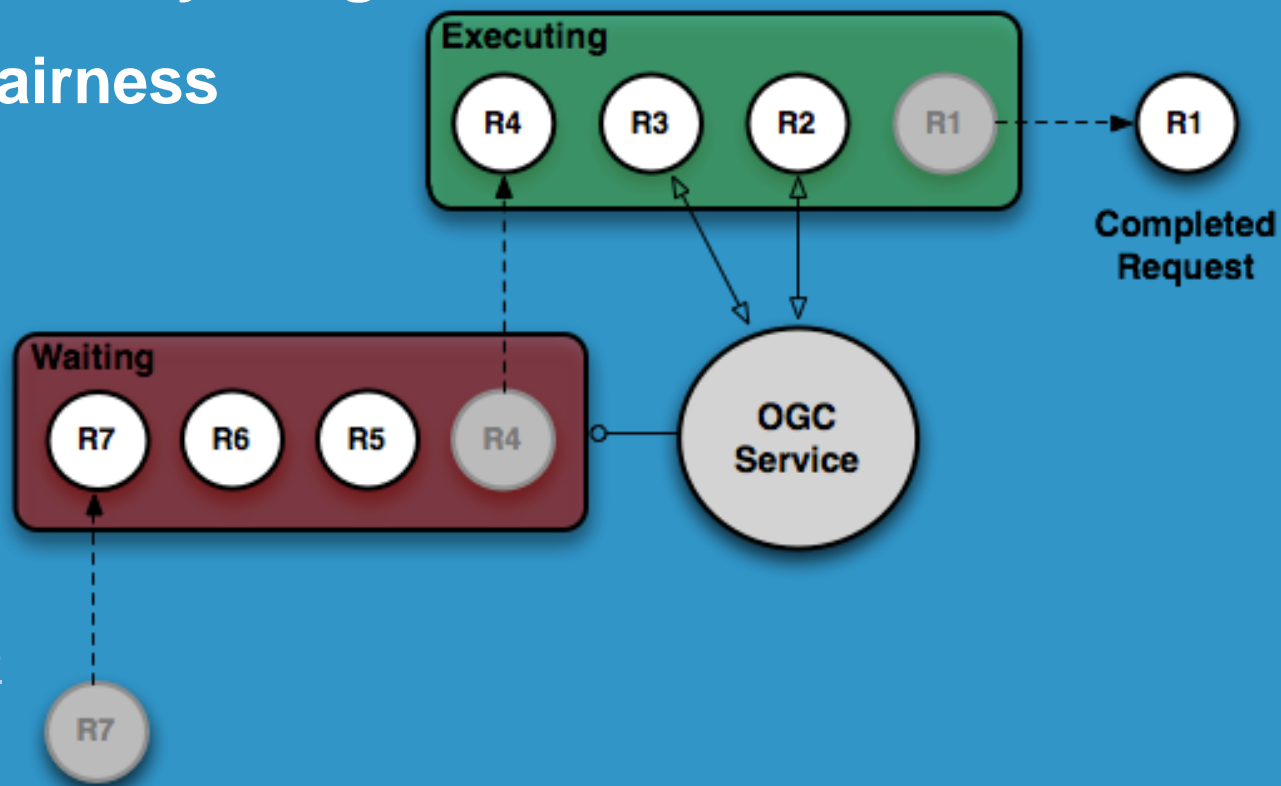 airness
Executing
R4 R3 R2 R1 R1
Completed
Request
Waiting
R7 R6 R5 R4
OGC
Service
R7